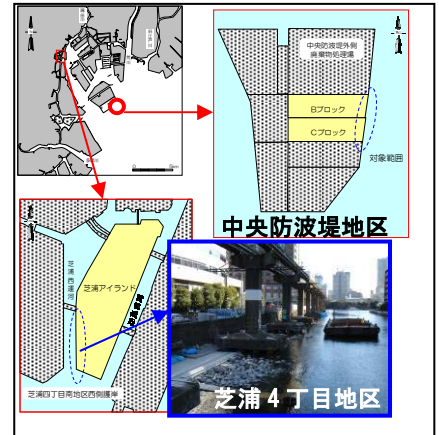 中央防波堤外側
廃棄物処理場
Bブロック
Cブロック
対象範囲
中央防波堤地区
芝浦西運河
芝浦アイランド
芝浦四丁目南地区西側護岸
芝浦4丁目地区